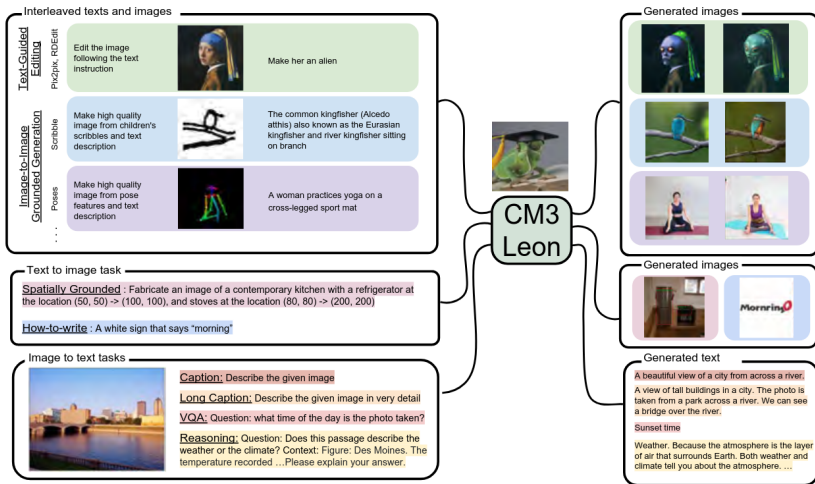 Interleaved texts and images
Text-Guided
Editing
Pix2pix, RDEdit
Edit the image
following the text
instruction
Make her an alien
Image-to-Image
Grounded Generation
Scribble
Make high quality
image from children's
scribbles and text
description
The common kingfisher (Alcedo
atthis) also known as the Eurasian
kingfisher and river kingfisher sitting
on branch
Poses
Make high quality
image from pose
features and text
description
A woman practices yoga on a
cross-legged sport mat
. . .
Text to image task
Spatially Grounded : Fabricate an image of a contemporary kitchen with a refrigerator at
the location (50, 50) -> (100, 100), and stoves at the location (80, 80) -> (200, 200)
How-to-write : A white sign that says “morning”
Image to text tasks
Caption: Describe the given image
Long Caption: Describe the given image in very detail
VQA: Question: what time of the day is the photo taken?
Reasoning: Question: Does this passage describe the
weather or the climate? Context: Figure: Des Moines. The
temperature recorded …Please explain your answer.
CM3
Leon
Generated images
Generated images
Mornring
Generated text
A beautiful view of a city from across a river.
A view of tall buildings in a city. The photo is
taken from a park across a river. We can see
a bridge over the river.
Sunset time
Weather. Because the atmosphere is the layer
of air that surrounds Earth. Both weather and
climate tell you about the atmosphere. …